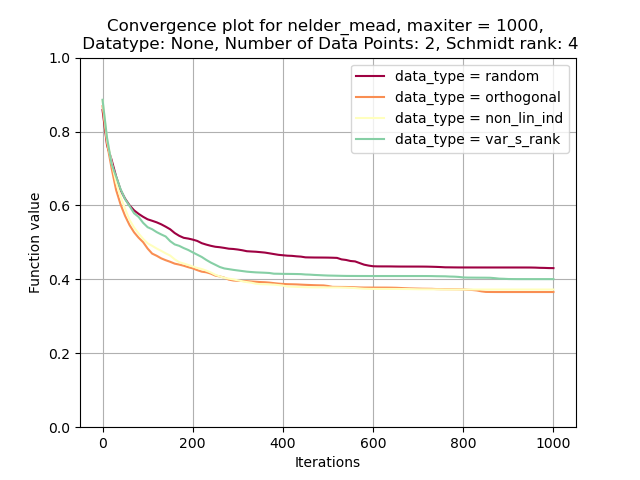 Convergence plot for nelder_mead, maxiter = 1000,
Datatype: None, Number of Data Points: 2, Schmidt rank: 4
data_type = random
data_type = orthogonal
data_type = non_lin_ind
data_type = var_s_rank
1.0
0.8
0.6
0.4
0.2
0.0
Function value
0 200 400 600 800 1000
Iterations